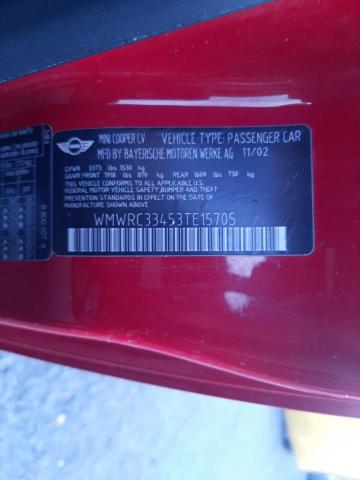 MINI COOPER CV VEHICLE TYPE: PASSENGER CAR
MFD BY BAYERISCHE MOTOREN WERKE AG 11/02
GVWR 3373 lbs 1530 kg
GAWR FRONT 1918 lbs 870 kg REAR 1609 lbs 730 kg
THIS VEHICLE CONFORMS TO ALL APPLICABLE U.S. FEDERAL
MOTOR VEHICLE SAFETY, BUMPER, AND THEFT
PREVENTION STANDARDS IN EFFECT ON THE DATE OF
MANUFACTURE SHOWN ABOVE.
WMWRC33453TE15705